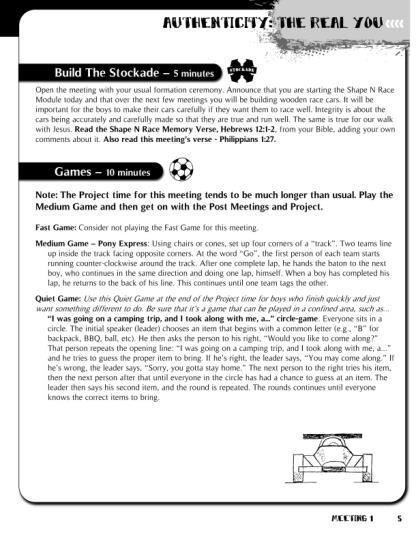 AUTHENTICITY: THE REAL YOU <<<<
Build The Stockade – 5 minutes
STOCKADE
Open the meeting with your usual formation ceremony. Announce that you are starting the Shape N Race
Module today and that over the next few meetings you will be building wooden race cars. It will be
important for the boys to make their cars carefully if they want them to race well. Integrity is about the
cars being accurately and carefully made so that they are true and run well. The same is true for our walk
with Jesus. Read the Shape N Race Memory Verse, Hebrews 12:1-2, from your Bible, adding your own
comments about it. Also read this meeting's verse - Philippians 1:27.
Games – 10 minutes
Note: The Project time for this meeting tends to be much longer than usual. Play the
Medium Game and then get on with the Post Meetings and Project.
Fast Game: Consider not playing the Fast Game for this meeting.
Medium Game – Pony Express: Using chairs or cones, set up four corners of a "track". Two teams line
up inside the track facing opposite corners. At the word "Go", the first person of each team starts
running counter-clockwise around the track. After one complete lap, he hands the baton to the next
boy, who continues in the same direction and doing one lap, himself. When a boy has completed his
lap, he returns to the back of his line. This continues until one team tags the other.
Quiet Game: Use this Quiet Game at the end of the Project time for boys who finish quickly and just
want something different to do. Be sure that it's a game that can be played in a confined area, such as...
"I was going on a camping trip, and I took along with me, a..." circle-game. Everyone sits in a
circle. The initial speaker (leader) chooses an item that begins with a common letter (e.g., "B" for
backpack, BBQ, ball, etc). He then asks the person to his right, "Would you like to come along?"
That person repeats the opening line: "I was going on a camping trip, and I took along with me, a..."
and he tries to guess the proper item to bring. If he's right, the leader says, "You may come along." If
he's wrong, the leader says, "Sorry, you gotta stay home." The next person to the right tries his item,
then the next person after that until everyone in the circle has had a chance to guess at an item. The
leader then says his second item, and the round is repeated. The rounds continue until everyone
knows the correct items to bring.
MEETING 1 5